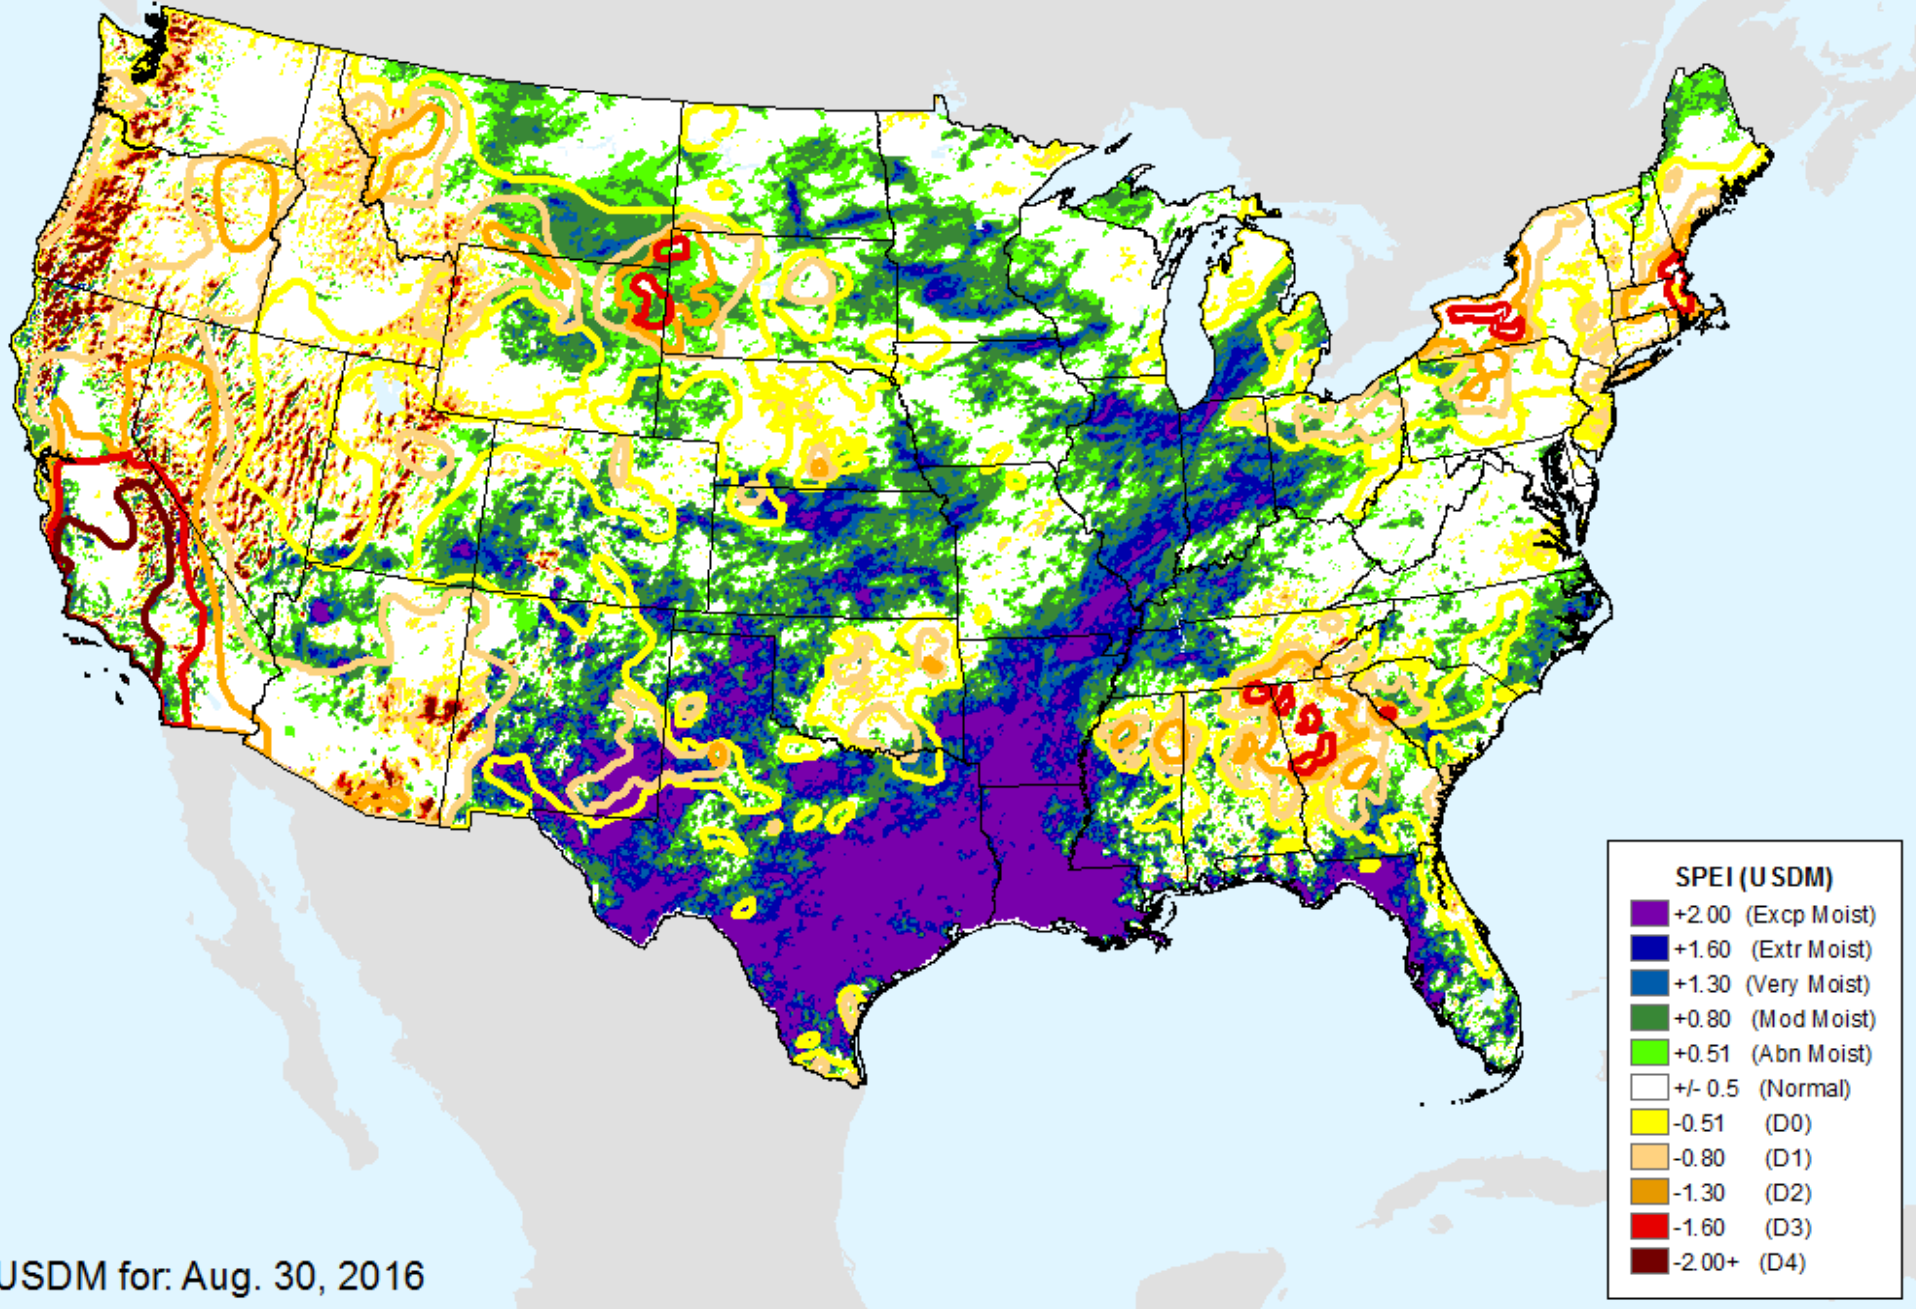 SPEI (USDM)
+2.00 (Excp Moist)
+1.60 (Extr Moist)
+1.30 (Very Moist)
+0.80 (Mod Moist)
+0.51 (Abn Moist)
+/- 0.5 (Normal)
-0.51 (D0)
-0.80 (D1)
-1.30 (D2)
-1.60 (D3)
-2.00+ (D4)
USDM for: Aug. 30, 2016